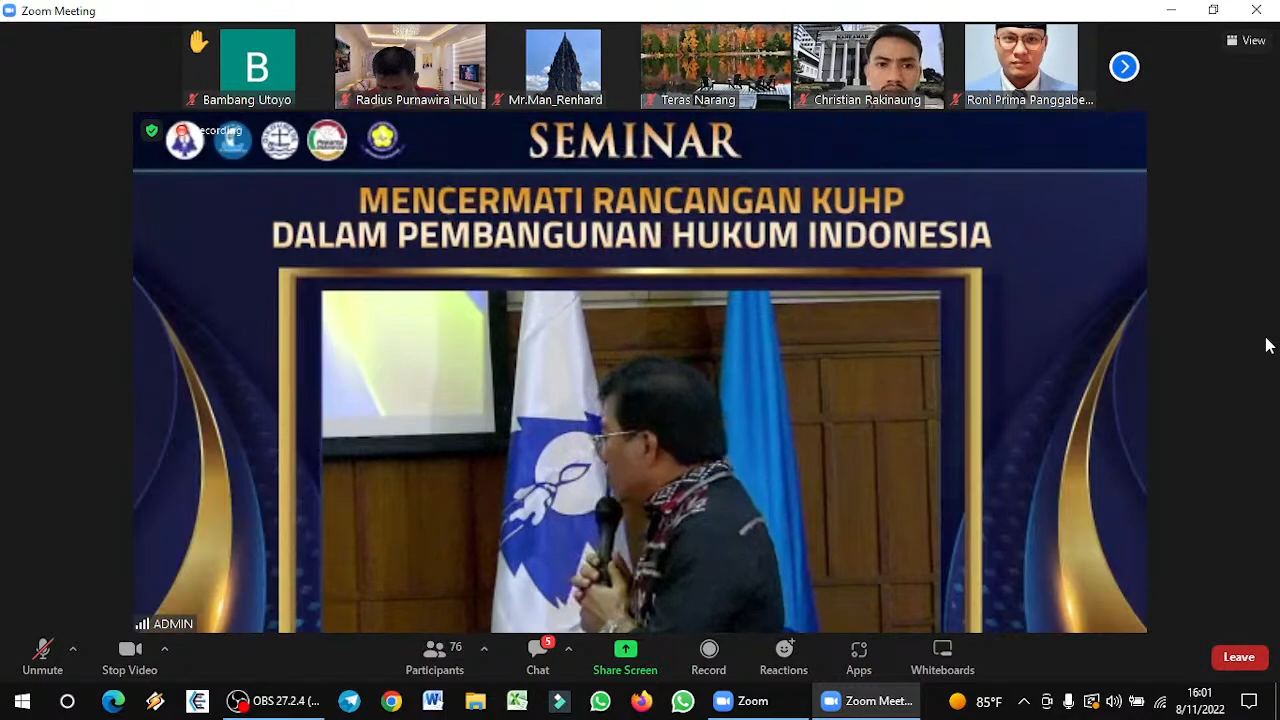 Zoom Meeting
View
B
Bambang Utoyo
Radius Purnawira Hulu
Mr.Man_Renhard
Teras Narang
Christian Rakinaung
Roni Prima Panggabe...
SEMINAR
MENCERMATI RANCANGAN KUHP
DALAM PEMBANGUNAN HUKUM INDONESIA
ADMIN
Unmute
Stop Video
Participants
76
Chat
5
Share Screen
Record
Reactions
Apps
Whiteboards
Leave
OBS 27.2.4 (...
Zoom
Zoom Meet...
85°F
16:01
8/11/2022